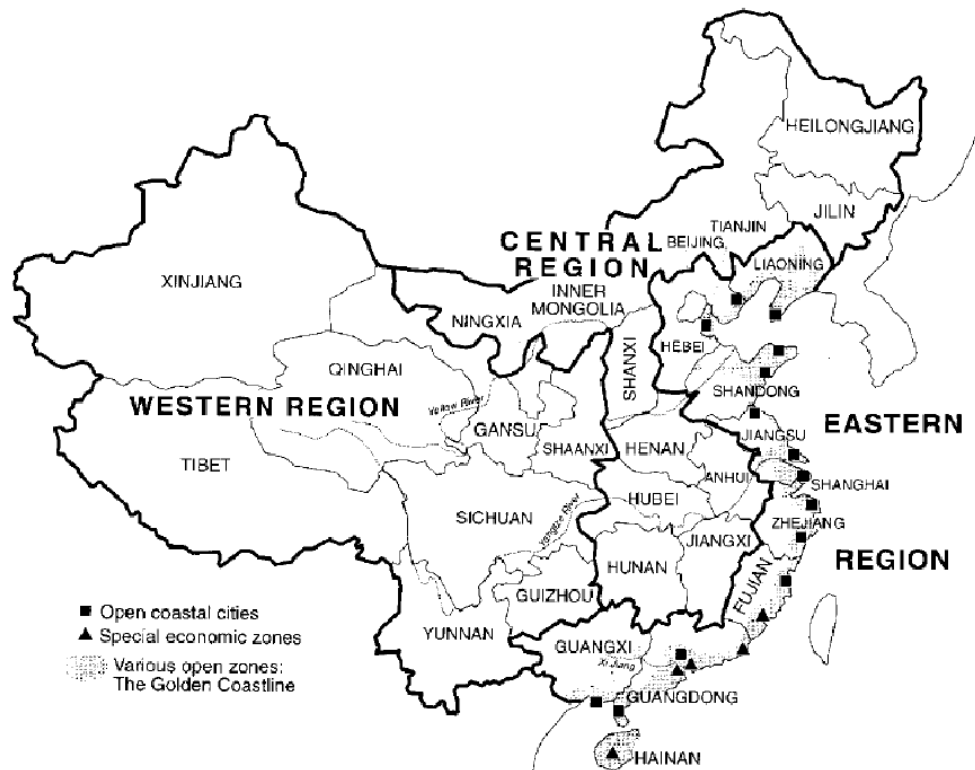 HEILONGJIANG
JILIN
TIANJIN
BEIJING
LIAONING
CENTRAL
REGION
XINJIANG
INNER
MONGOLIA
NINGXIA
SHANXI
HEBEI
QINGHAI
SHANDONG
WESTERN REGION
Yellow River
GANSU
SHAANXI
EASTERN
JIANGSU
HENAN
TIBET
ANHUI
SHANGHAI
HUBEI
SICHUAN
Yangtze River
ZHEJIANG
JIANGXI
REGION
HUNAN
FUJIAN
GUIZHOU
Open coastal cities
Special economic zones
YUNNAN
GUANGXI
Xi Jiang
Various open zones:
The Golden Coastline
GUANGDONG
HAINAN